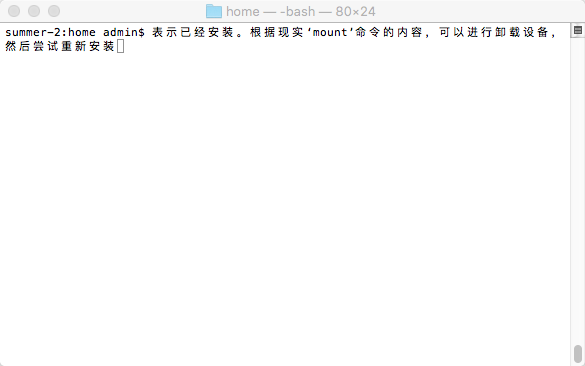 home — -bash — 80×24
summer-2:home admin$ 表示已经安装。根据现实‘mount’命令的内容，可以进行卸载设备，
然后尝试重新安装